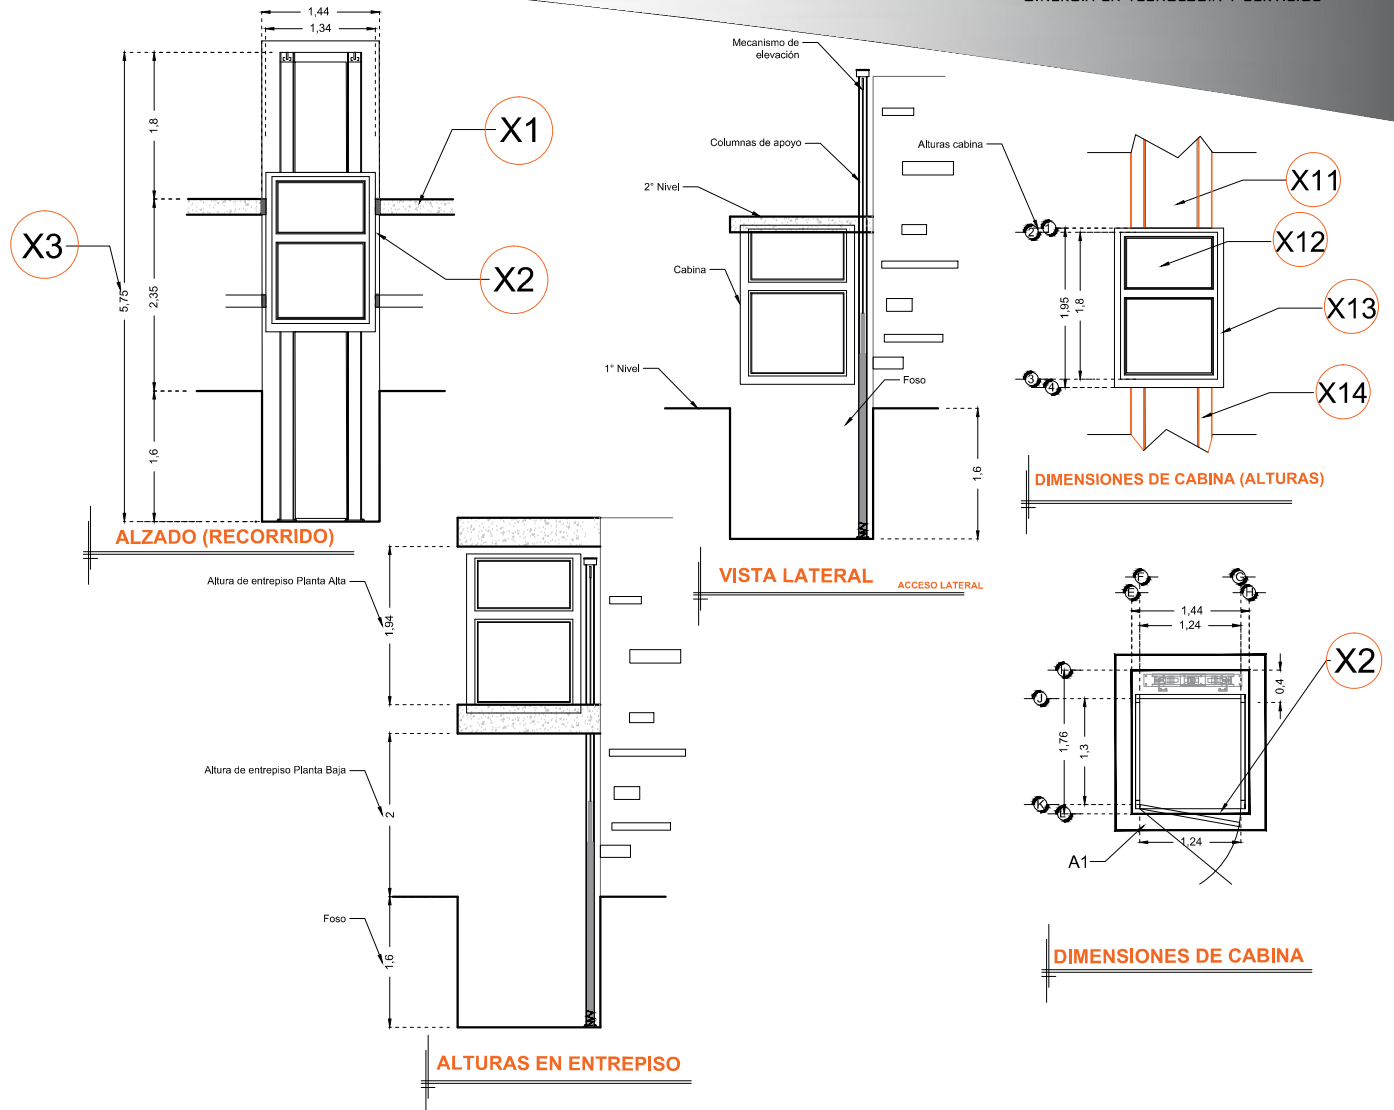 1,44
1,34
X1
X2
X3
1,8
2,35
5,75
1,6
ALZADO (RECORRIDO)
Mecanismo de
elevación
Columnas de apoyo
2° Nivel
Cabina
1° Nivel
Foso
1,6
VISTA LATERAL
ACCESO LATERAL
Alturas cabina
X11
X12
X13
X14
1
2
3
4
1,95
1,8
DIMENSIONES DE CABINA (ALTURAS)
Altura de entrepiso Planta Alta
1,94
Altura de entrepiso Planta Baja
2
Foso
1,6
ALTURAS EN ENTREPISO
F
G
E
H
1,44
1,24
X2
I
J
0,4
1,76
1,3
K
L
1,24
A1
DIMENSIONES DE CABINA